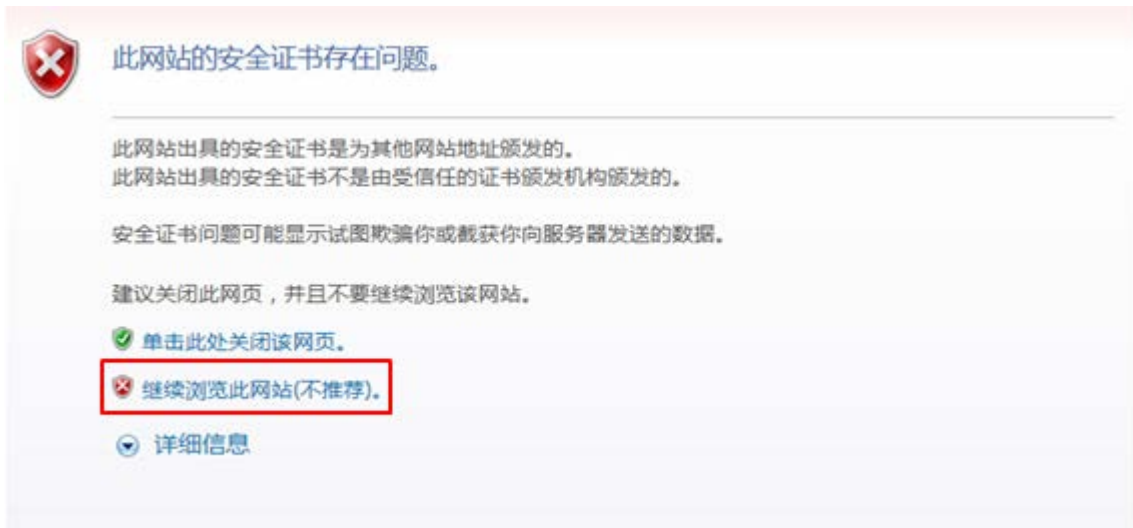 此网站的安全证书存在问题。
此网站出具的安全证书是为其他网站地址颁发的。
此网站出具的安全证书不是由受信任的证书颁发机构颁发的。
安全证书问题可能显示试图欺骗你或截获你向服务器发送的数据。
建议关闭此网页，并且不要继续浏览该网站。
单击此处关闭该网页。
继续浏览此网站(不推荐)。
详细信息